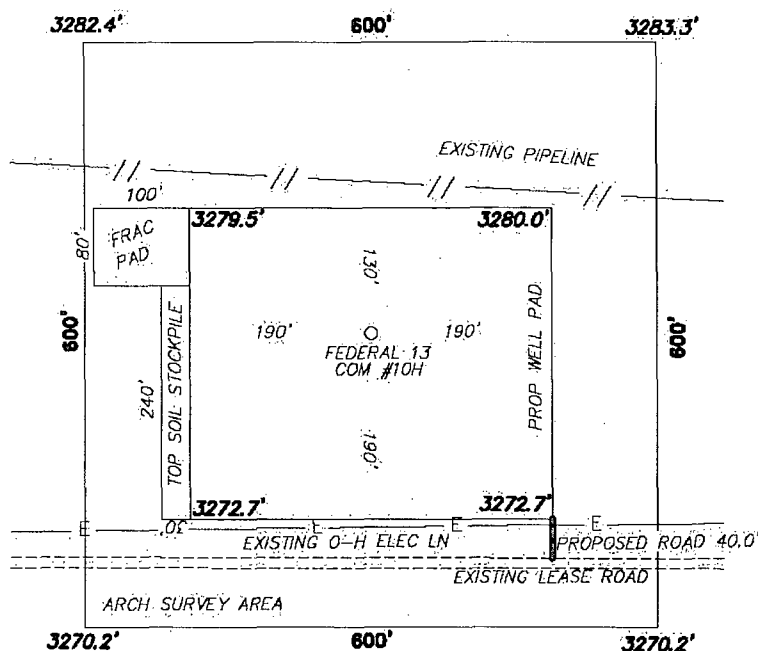 3282.4' 600' 3283.3'
EXISTING PIPELINE
100'
3279.5' 3280.0'
FRAC
PAD
80'
130'
600'
190' 190'
FEDERAL 13
COM #10H
PROP WELL PAD
600'
TOP SOIL STOCKPILE
240'
190'
3272.7' 3272.7'
E 30' E E E
EXISTING O-H ELEC LN PROPOSED ROAD 40.0'
EXISTING LEASE ROAD
ARCH SURVEY AREA
3270.2' 600' 3270.2'